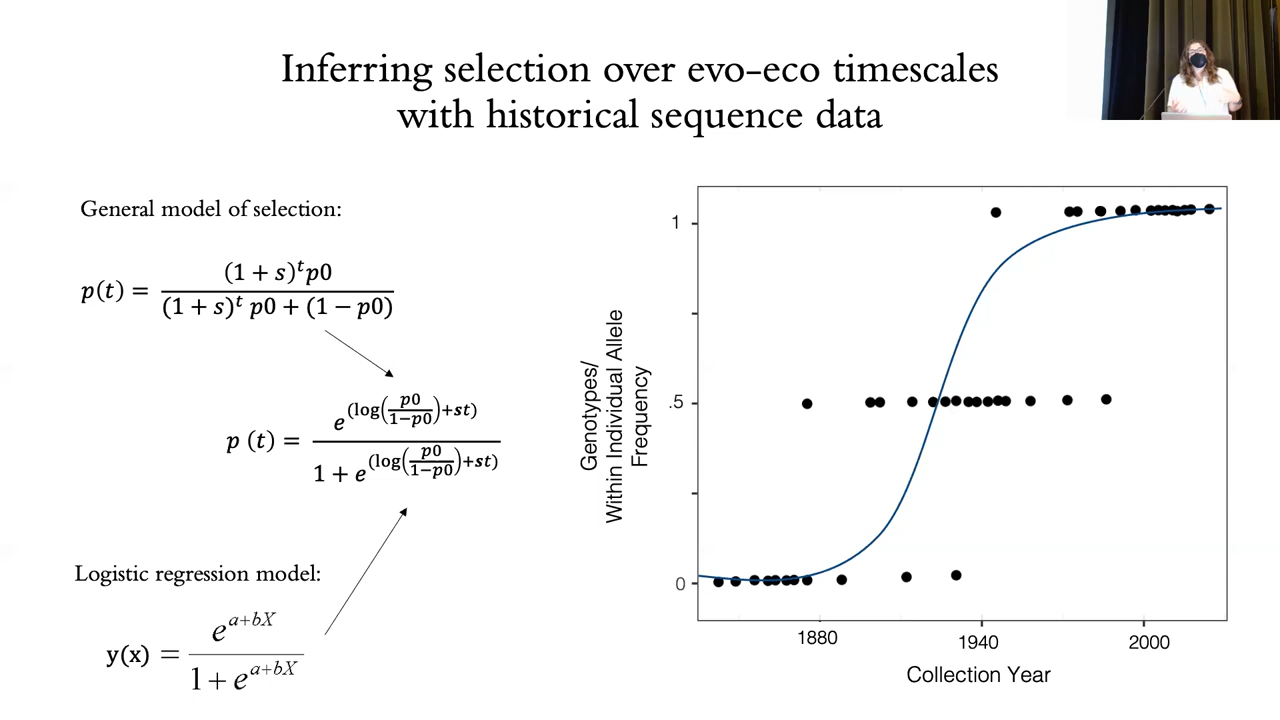 Inferring selection over evo-eco timescales
with historical sequence data
General model of selection:
p(t) = (1 + s)^t p0 / (1 + s)^t p0 + (1 − p0)
p (t) = e^(log(p0/1−p0)+st) / 1 + e^(log(p0/1−p0)+st)
Logistic regression model:
y(x) = e^a+bX / 1 + e^a+bX
Genotypes/
Within Individual Allele
Frequency
1
.5
0
1880
1940
2000
Collection Year